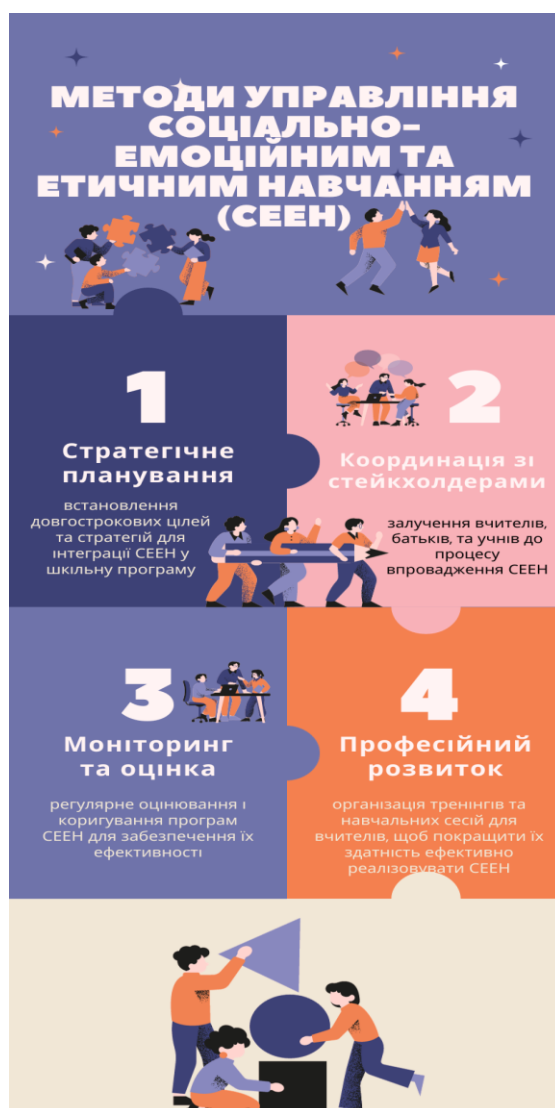 МЕТОДИ УПРАВЛІННЯ
СОЦІАЛЬНО-
ЕМОЦІЙНИМ ТА
ЕТИЧНИМ НАВЧАННЯМ
(СЕЕН)
1
Стратегічне
планування
встановлення
довгострокових цілей
та стратегій для
інтеграції СЕЕН у
шкільну програму
2
Координація зі
стейкхолдерами
залучення вчителів,
батьків, та учнів до
процесу
впровадження СЕЕН
3
Моніторинг
та оцінка
регулярне оцінювання і
коригування програм
СЕЕН для забезпечення їх
ефективності
4
Професійний
розвиток
організація тренінгів та
навчальних сесій для
вчителів, щоб покращити їх
здатність ефективно
реалізовувати СЕЕН